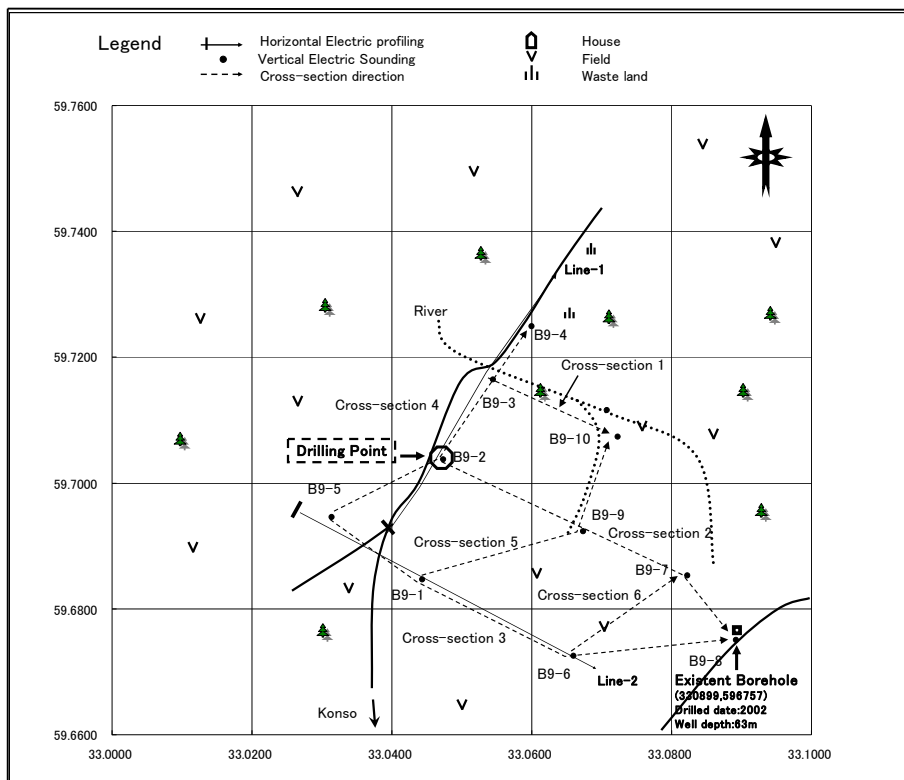 Legend
Horizontal Electric profiling
Vertical Electric Sounding
Cross-section direction
House
Field
Waste land
59.7600
59.7400
59.7200
59.7000
59.6800
59.6600
33.0000
33.0200
33.0400
33.0600
33.0800
33.1000
Line-1
River
B9-4
Cross-section 1
Cross-section 4
B9-3
B9-10
Drilling Point
B9-2
B9-5
B9-9
Cross-section 2
Cross-section 5
B9-7
B9-1
Cross-section 6
Cross-section 3
B9-6
B9-8
Line-2
Existent Borehole
(330899,596757)
Drilled date:2002
Well depth:63m
Konso